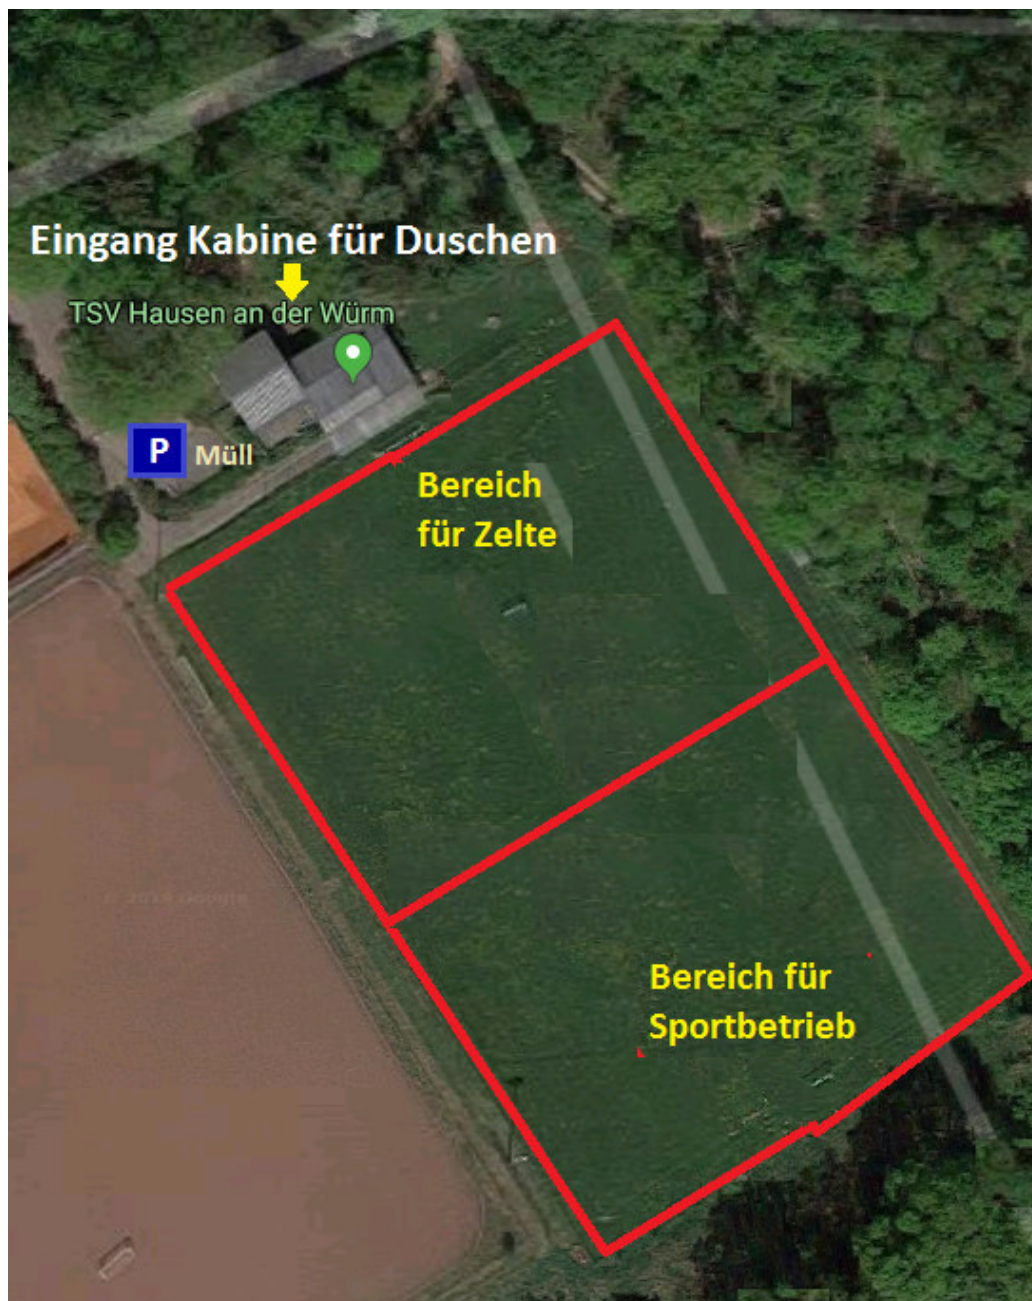 Eingang Kabine für Duschen
TSV Hausen an der Würm
P
Müll
Bereich
für Zelte
Bereich für
Sportbetrieb